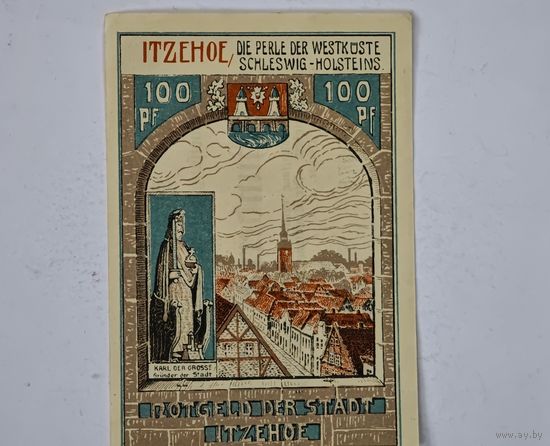 ITZEHOE,
DIE PERLE DER WESTKÜSTE
SCHLESWIG-HOLSTEINS.
100 PF
100 PF
KARL DER GROSSE
Gründer der Stadt
NOTGELD DER STADT
ITZEHOE
www.ay.by